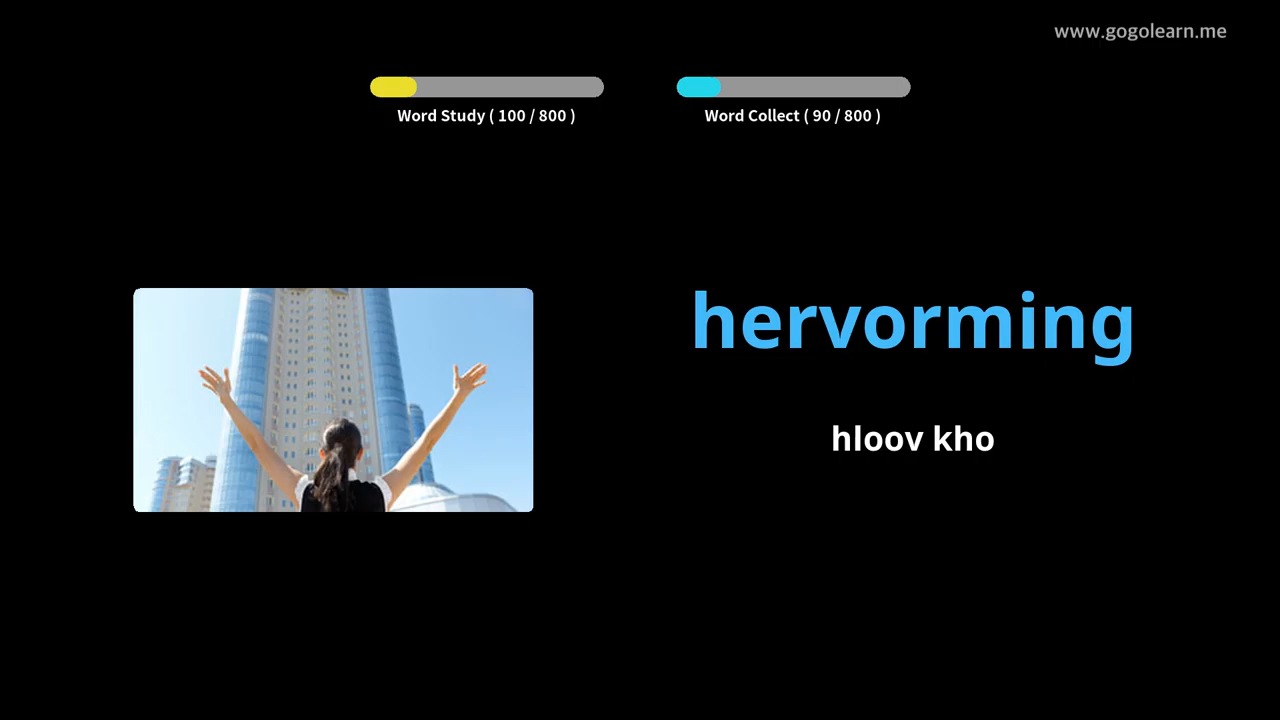 www.gogolearn.me
Word Study ( 100 / 800 )
Word Collect ( 90 / 800 )
hervorming
hloov kho